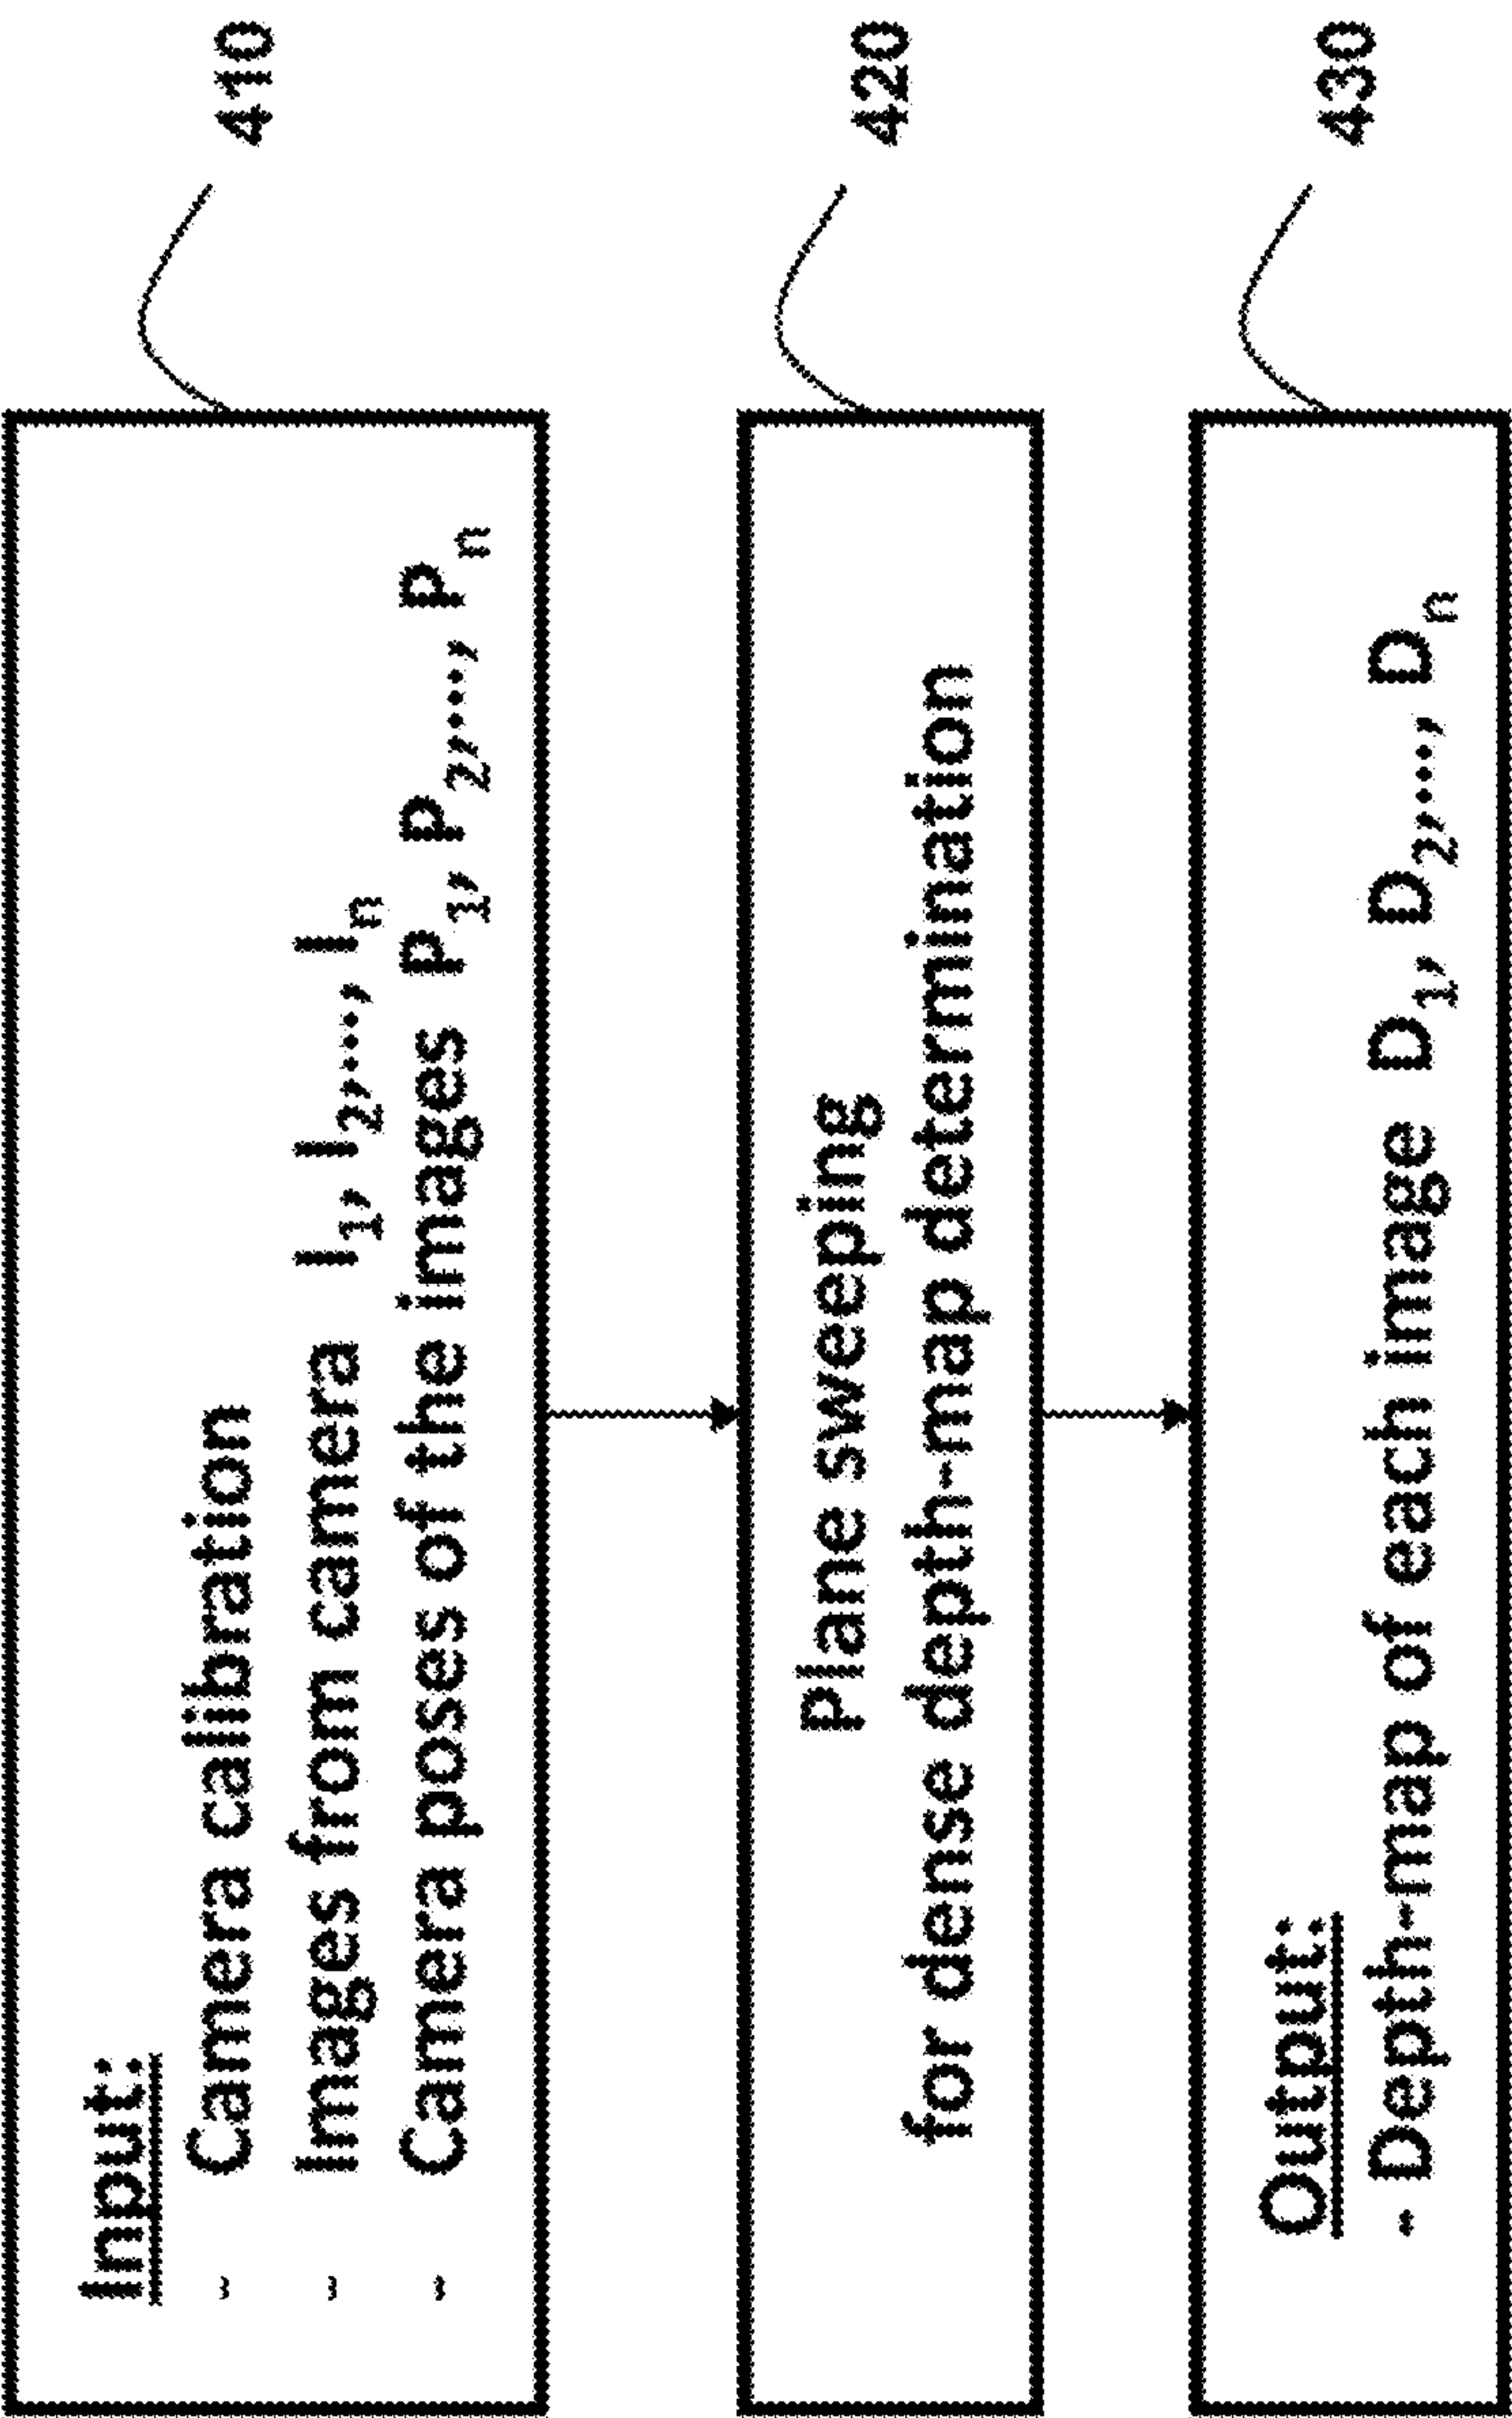 Input:
- Camera calibration
- Images from camera I₁, I₂,..., Iₙ
- Camera poses of the images P₁, P₂,..., Pₙ
410
Plane sweeping
for dense depth-map determination
420
Output:
- Depth-map of each image D₁, D₂,..., Dₙ
430